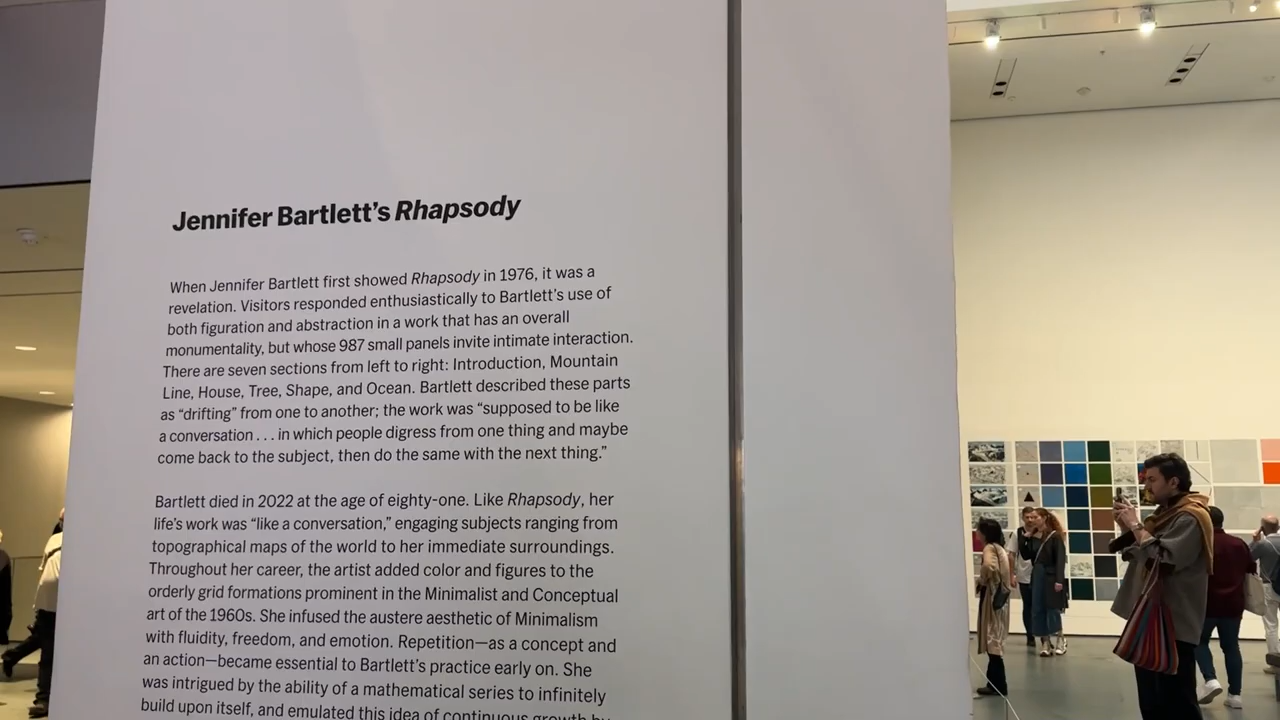 Jennifer Bartlett’s Rhapsody
When Jennifer Bartlett first showed Rhapsody in 1976, it was a
revelation. Visitors responded enthusiastically to Bartlett’s use of
both figuration and abstraction in a work that has an overall
monumentality, but whose 987 small panels invite intimate interaction.
There are seven sections from left to right: Introduction, Mountain
Line, House, Tree, Shape, and Ocean. Bartlett described these parts
as “drifting” from one to another; the work was “supposed to be like
a conversation . . . in which people digress from one thing and maybe
come back to the subject, then do the same with the next thing.”
Bartlett died in 2022 at the age of eighty-one. Like Rhapsody, her
life’s work was “like a conversation,” engaging subjects ranging from
topographical maps of the world to her immediate surroundings.
Throughout her career, the artist added color and figures to the
orderly grid formations prominent in the Minimalist and Conceptual
art of the 1960s. She infused the austere aesthetic of Minimalism
with fluidity, freedom, and emotion. Repetition—as a concept and
an action—became essential to Bartlett’s practice early on. She
was intrigued by the ability of a mathematical series to infinitely
build upon itself, and emulated this idea of continuous growth by